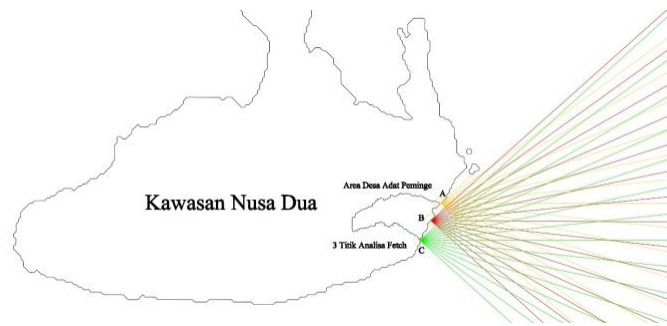 Area Desa Adat Peminge
A
Kawasan Nusa Dua
B
3 Titik Analisa Fetch
C